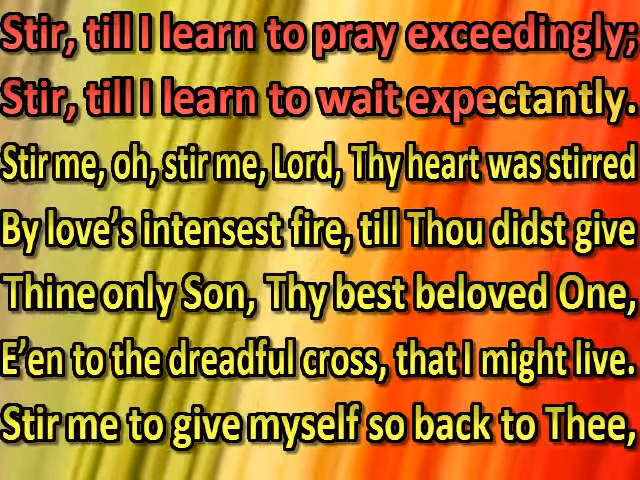 Stir, till I learn to pray exceedingly;
Stir, till I learn to wait expectantly.
Stir me, oh, stir me, Lord, Thy heart was stirred
By love’s intensest fire, till Thou didst give
Thine only Son, Thy best beloved One,
E’en to the dreadful cross, that I might live.
Stir me to give myself so back to Thee,